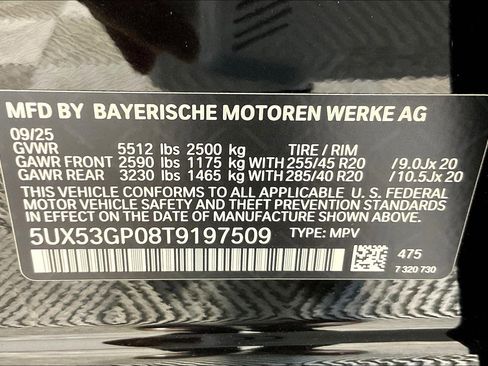 MFD BY BAYERISCHE MOTOREN WERKE AG
09/25
GVWR 5512 lbs 2500 kg TIRE / RIM
GAWR FRONT 2590 lbs 1175 kg WITH 255/45 R20 /9.0Jx 20
GAWR REAR 3230 lbs 1465 kg WITH 285/40 R20 /10.5Jx 20
THIS VEHICLE CONFORMS TO ALL APPLICABLE U. S. FEDERAL
MOTOR VEHICLE SAFETY AND THEFT PREVENTION STANDARDS
IN EFFECT ON THE DATE OF MANUFACTURE SHOWN ABOVE.
5UX53GP08T9197509 TYPE: MPV
475
7 320 730